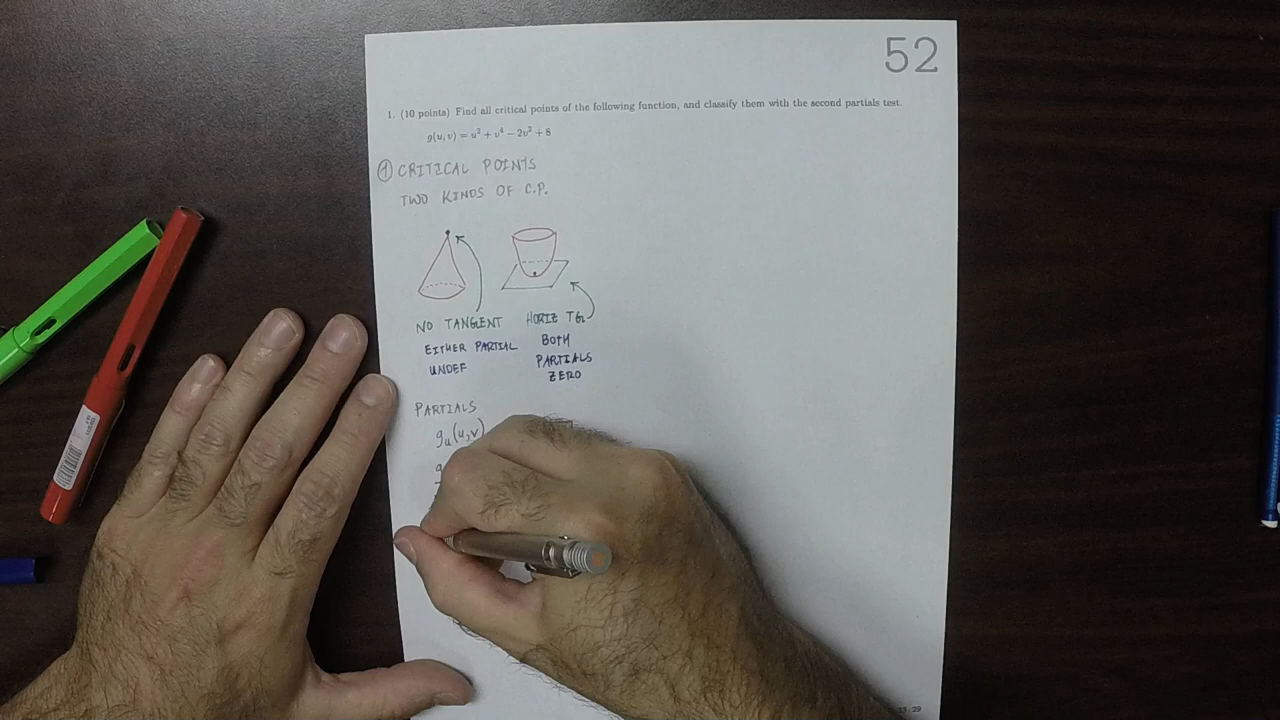 52
1. (10 points) Find all critical points of the following function, and classify them with the second partials test.
g(u, v) = u² + v⁴ − 2v² + 8
① CRITICAL POINTS
TWO KINDS OF C.P.
NO TANGENT HORIZ TG.
EITHER PARTIAL UNDEF
BOTH PARTIALS ZERO
PARTIALS
gᵤ(u,v)
g